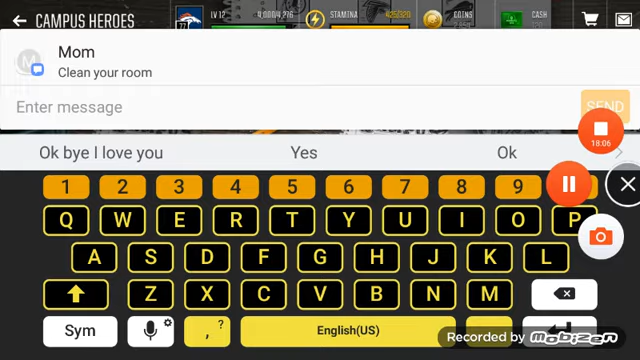 CAMPUS HEROES LV 12 STAMINA COINS CASH
Mom
Clean your room
Enter message SEND
18:06
Ok bye I love you Yes Ok
1 2 3 4 5 6 7 8 9
Q W E R T Y U I O P
A S D F G H J K L
Z X C V B N M
Sym , ? English(US)
Recorded by MOBIZEN